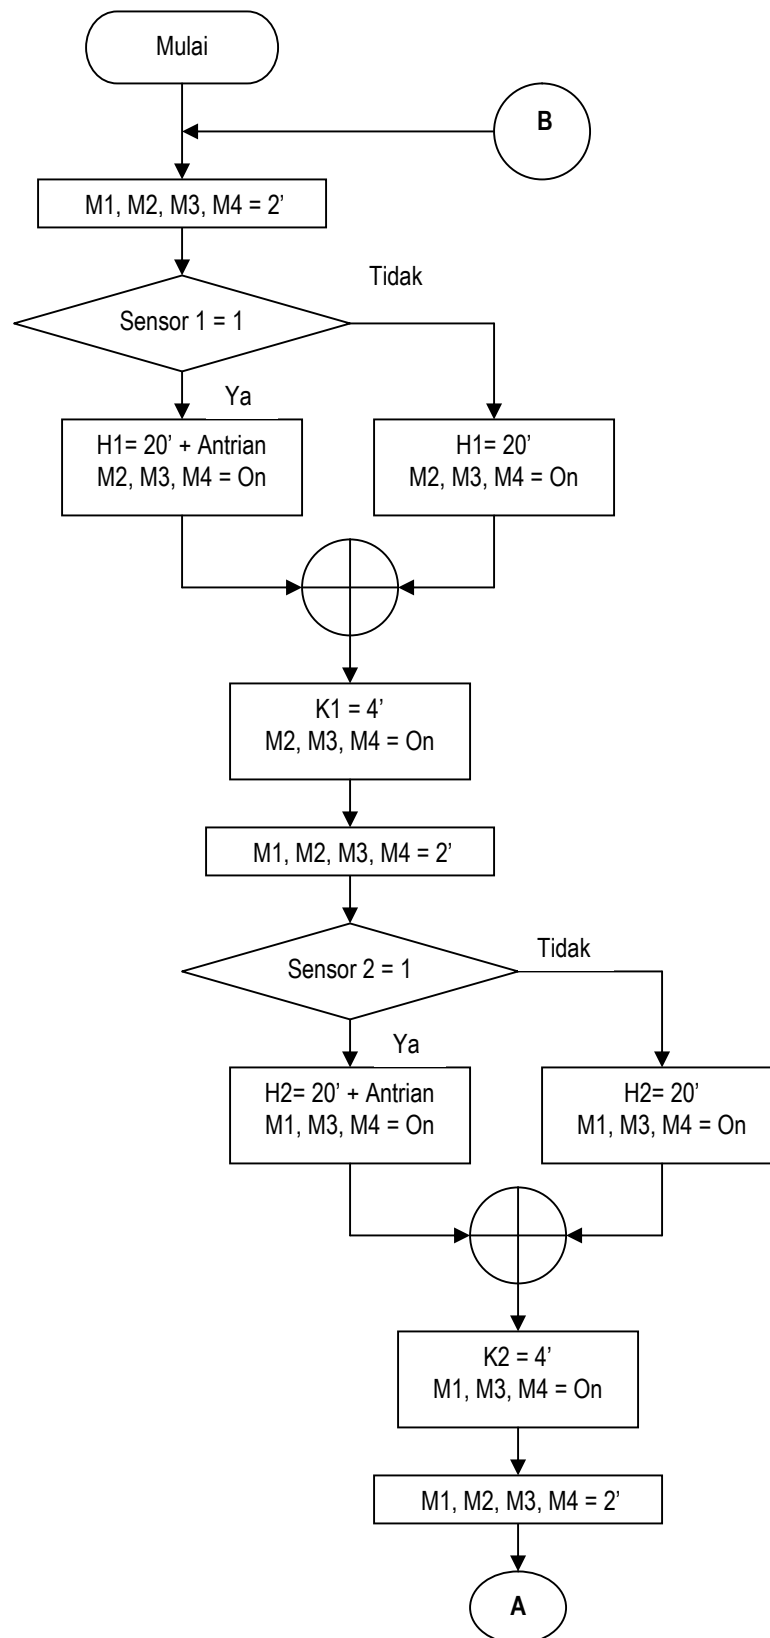 Mulai
B
M1, M2, M3, M4 = 2’
Tidak
Sensor 1 = 1
Ya
H1= 20’ + Antrian
M2, M3, M4 = On
H1= 20’
M2, M3, M4 = On
K1 = 4’
M2, M3, M4 = On
M1, M2, M3, M4 = 2’
Tidak
Sensor 2 = 1
Ya
H2= 20’ + Antrian
M1, M3, M4 = On
H2= 20’
M1, M3, M4 = On
K2 = 4’
M1, M3, M4 = On
M1, M2, M3, M4 = 2’
A